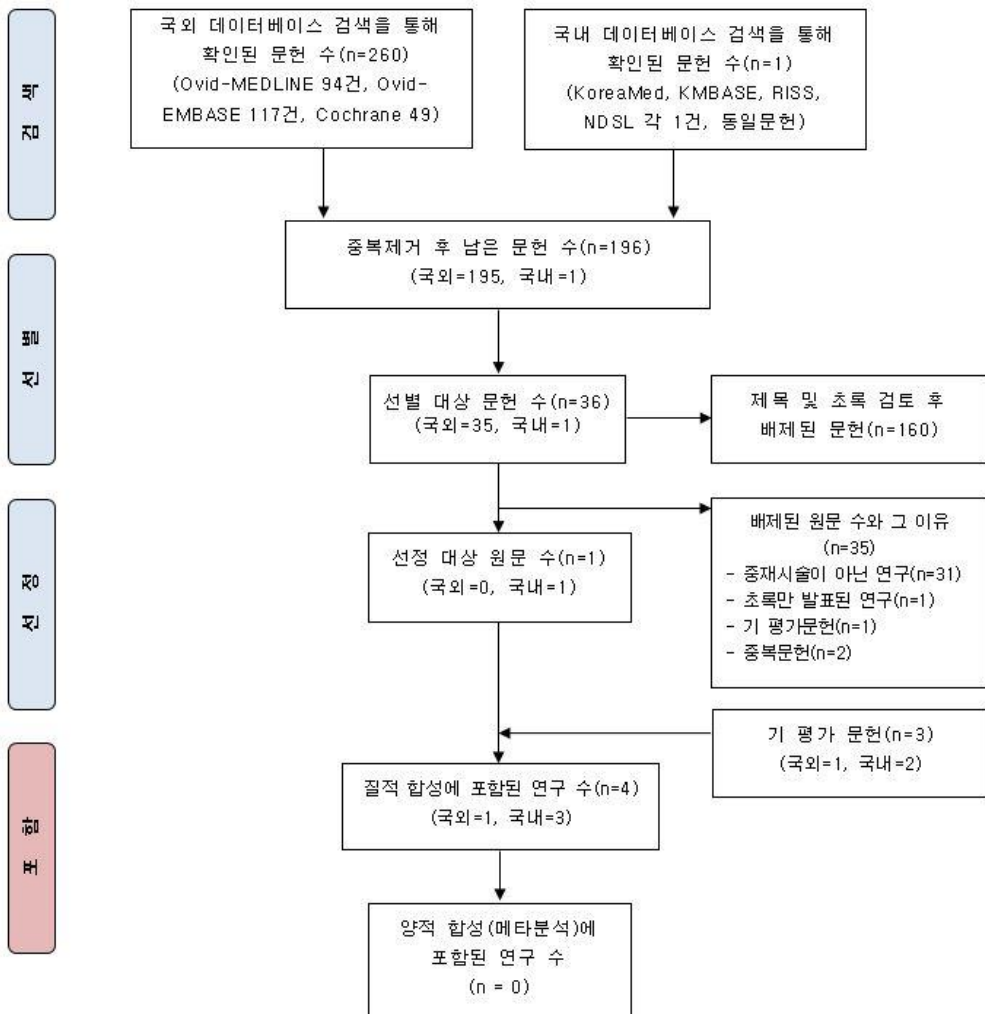 검 색
국외 데이터베이스 검색을 통해
확인된 문헌 수(n=260)
(Ovid-MEDLINE 94건, Ovid-
EMBASE 117건, Cochrane 49)
국내 데이터베이스 검색을 통해
확인된 문헌 수(n=1)
(KoreaMed, KMBASE, RISS,
NDSL 각 1건, 동일문헌)
중복제거 후 남은 문헌 수(n=196)
(국외=195, 국내=1)
선 별
선별 대상 문헌 수(n=36)
(국외=35, 국내=1)
제목 및 초록 검토 후
배제된 문헌(n=160)
선 정
배제된 원문 수와 그 이유
(n=35)
- 중재시술이 아닌 연구(n=31)
- 초록만 발표된 연구(n=1)
- 기 평가문헌(n=1)
- 중복문헌(n=2)
선정 대상 원문 수(n=1)
(국외=0, 국내=1)
기 평가 문헌(n=3)
(국외=1, 국내=2)
포 함
질적 합성에 포함된 연구 수(n=4)
(국외=1, 국내=3)
양적 합성(메타분석)에
포함된 연구 수
(n = 0)